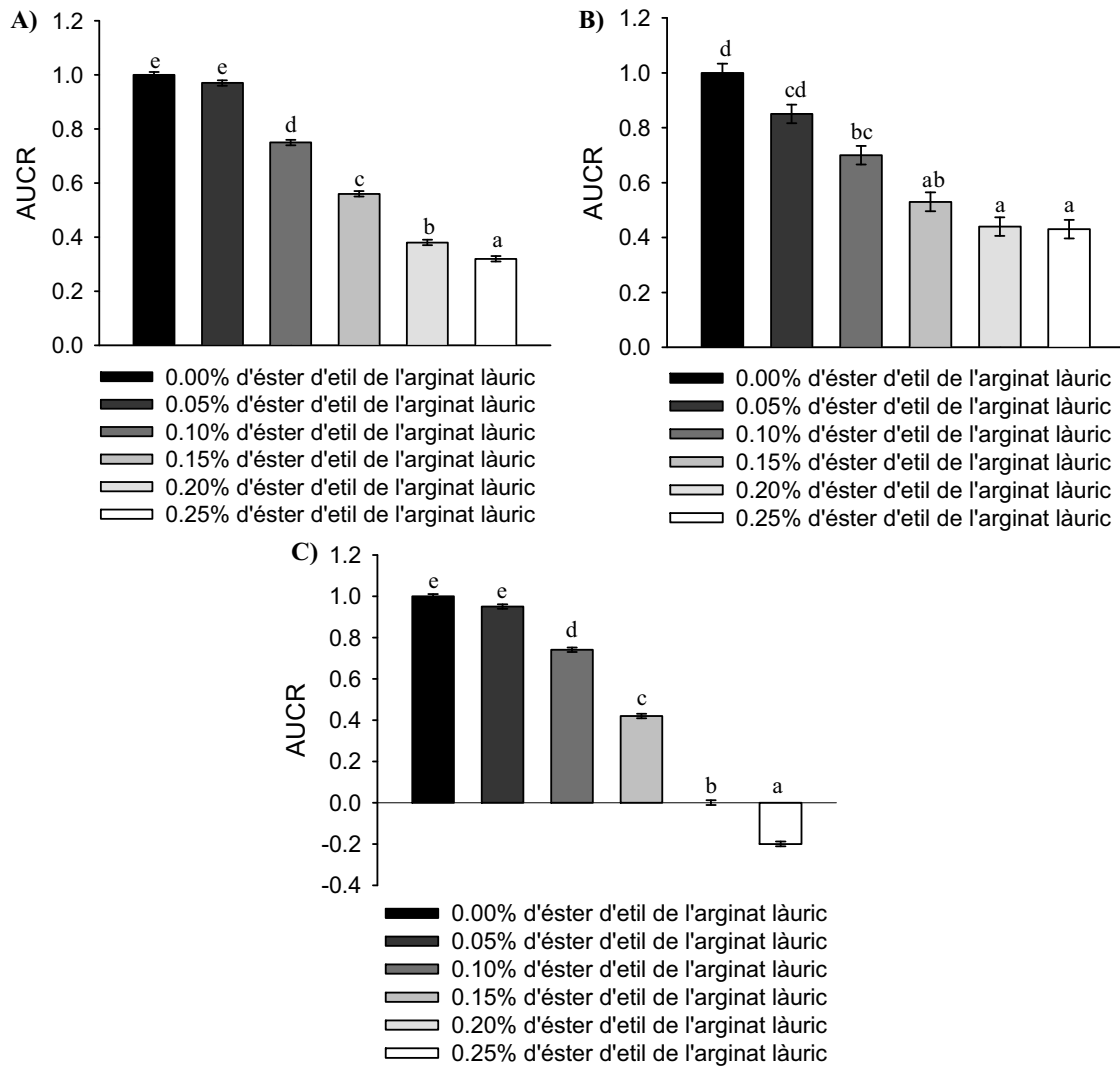 A)
1.2
1.0
0.8
0.6
0.4
0.2
0.0
AUCR
e
e
d
c
b
a
0.00% d'éster d'etil de l'arginat làuric
0.05% d'éster d'etil de l'arginat làuric
0.10% d'éster d'etil de l'arginat làuric
0.15% d'éster d'etil de l'arginat làuric
0.20% d'éster d'etil de l'arginat làuric
0.25% d'éster d'etil de l'arginat làuric
B)
1.2
1.0
0.8
0.6
0.4
0.2
0.0
AUCR
d
cd
bc
ab
a
a
0.00% d'éster d'etil de l'arginat làuric
0.05% d'éster d'etil de l'arginat làuric
0.10% d'éster d'etil de l'arginat làuric
0.15% d'éster d'etil de l'arginat làuric
0.20% d'éster d'etil de l'arginat làuric
0.25% d'éster d'etil de l'arginat làuric
C)
1.2
1.0
0.8
0.6
0.4
0.2
0.0
-0.2
-0.4
AUCR
e
e
d
c
b
a
0.00% d'éster d'etil de l'arginat làuric
0.05% d'éster d'etil de l'arginat làuric
0.10% d'éster d'etil de l'arginat làuric
0.15% d'éster d'etil de l'arginat làuric
0.20% d'éster d'etil de l'arginat làuric
0.25% d'éster d'etil de l'arginat làuric